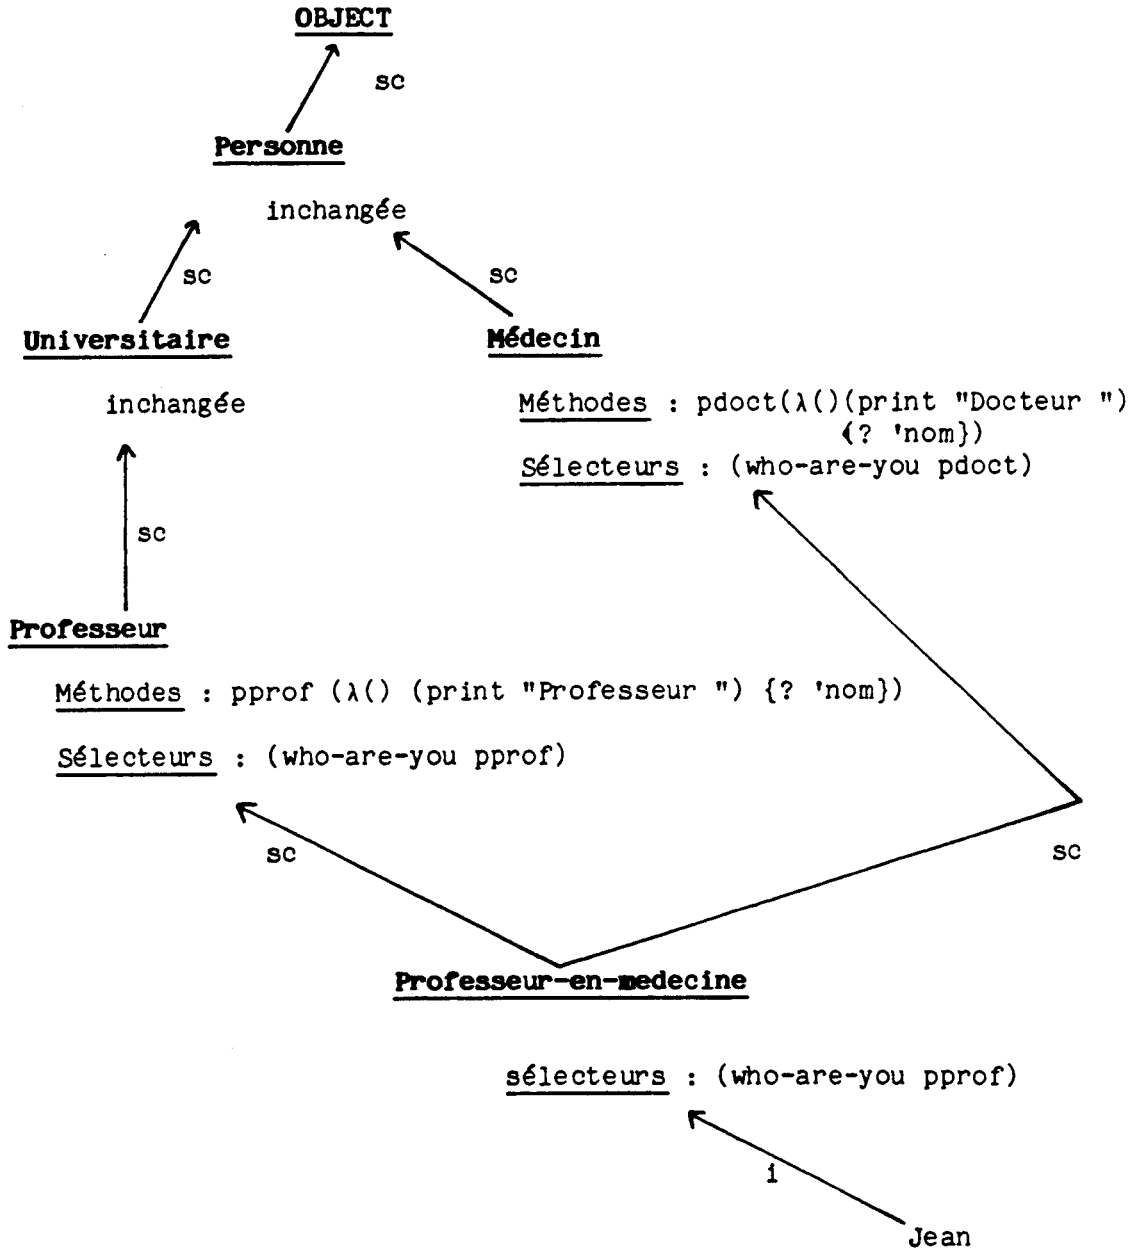 OBJECT
sc
Personne
inchangée
sc
sc
Universitaire
Médecin
inchangée
Méthodes : pdoct(λ()(print "Docteur ")
{? 'nom})
Sélecteurs : (who-are-you pdoct)
sc
Professeur
Méthodes : pprof (λ() (print "Professeur ") {? 'nom})
Sélecteurs : (who-are-you pprof)
sc
sc
Professeur-en-medecine
sélecteurs : (who-are-you pprof)
i
Jean